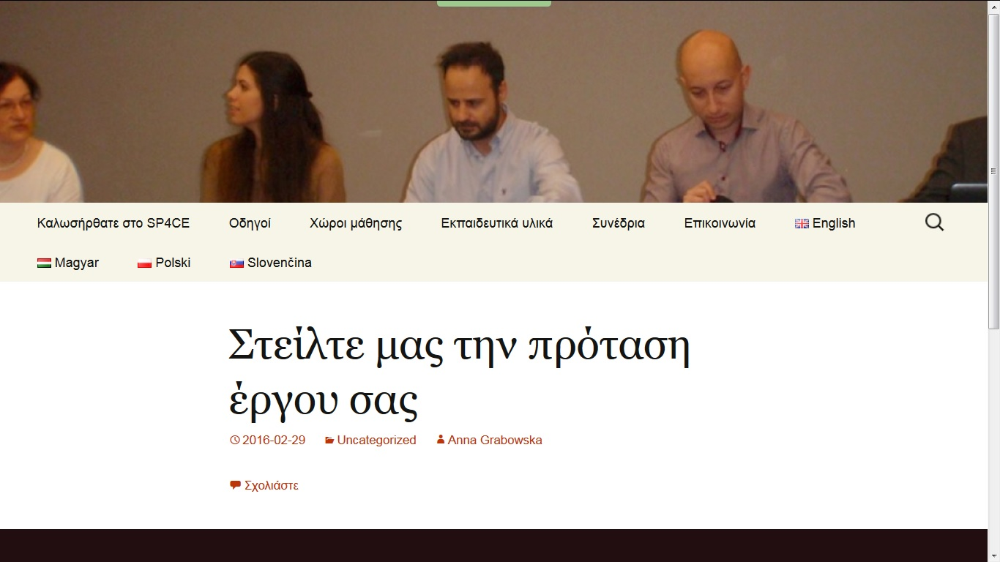 Καλωσήρθατε στο SP4CE Οδηγοί Χώροι μάθησης Εκπαιδευτικά υλικά Συνέδρια Επικοινωνία English
Magyar Polski Slovenčina
Στείλτε μας την πρόταση
έργου σας
2016-02-29 Uncategorized Anna Grabowska
Σχολιάστε